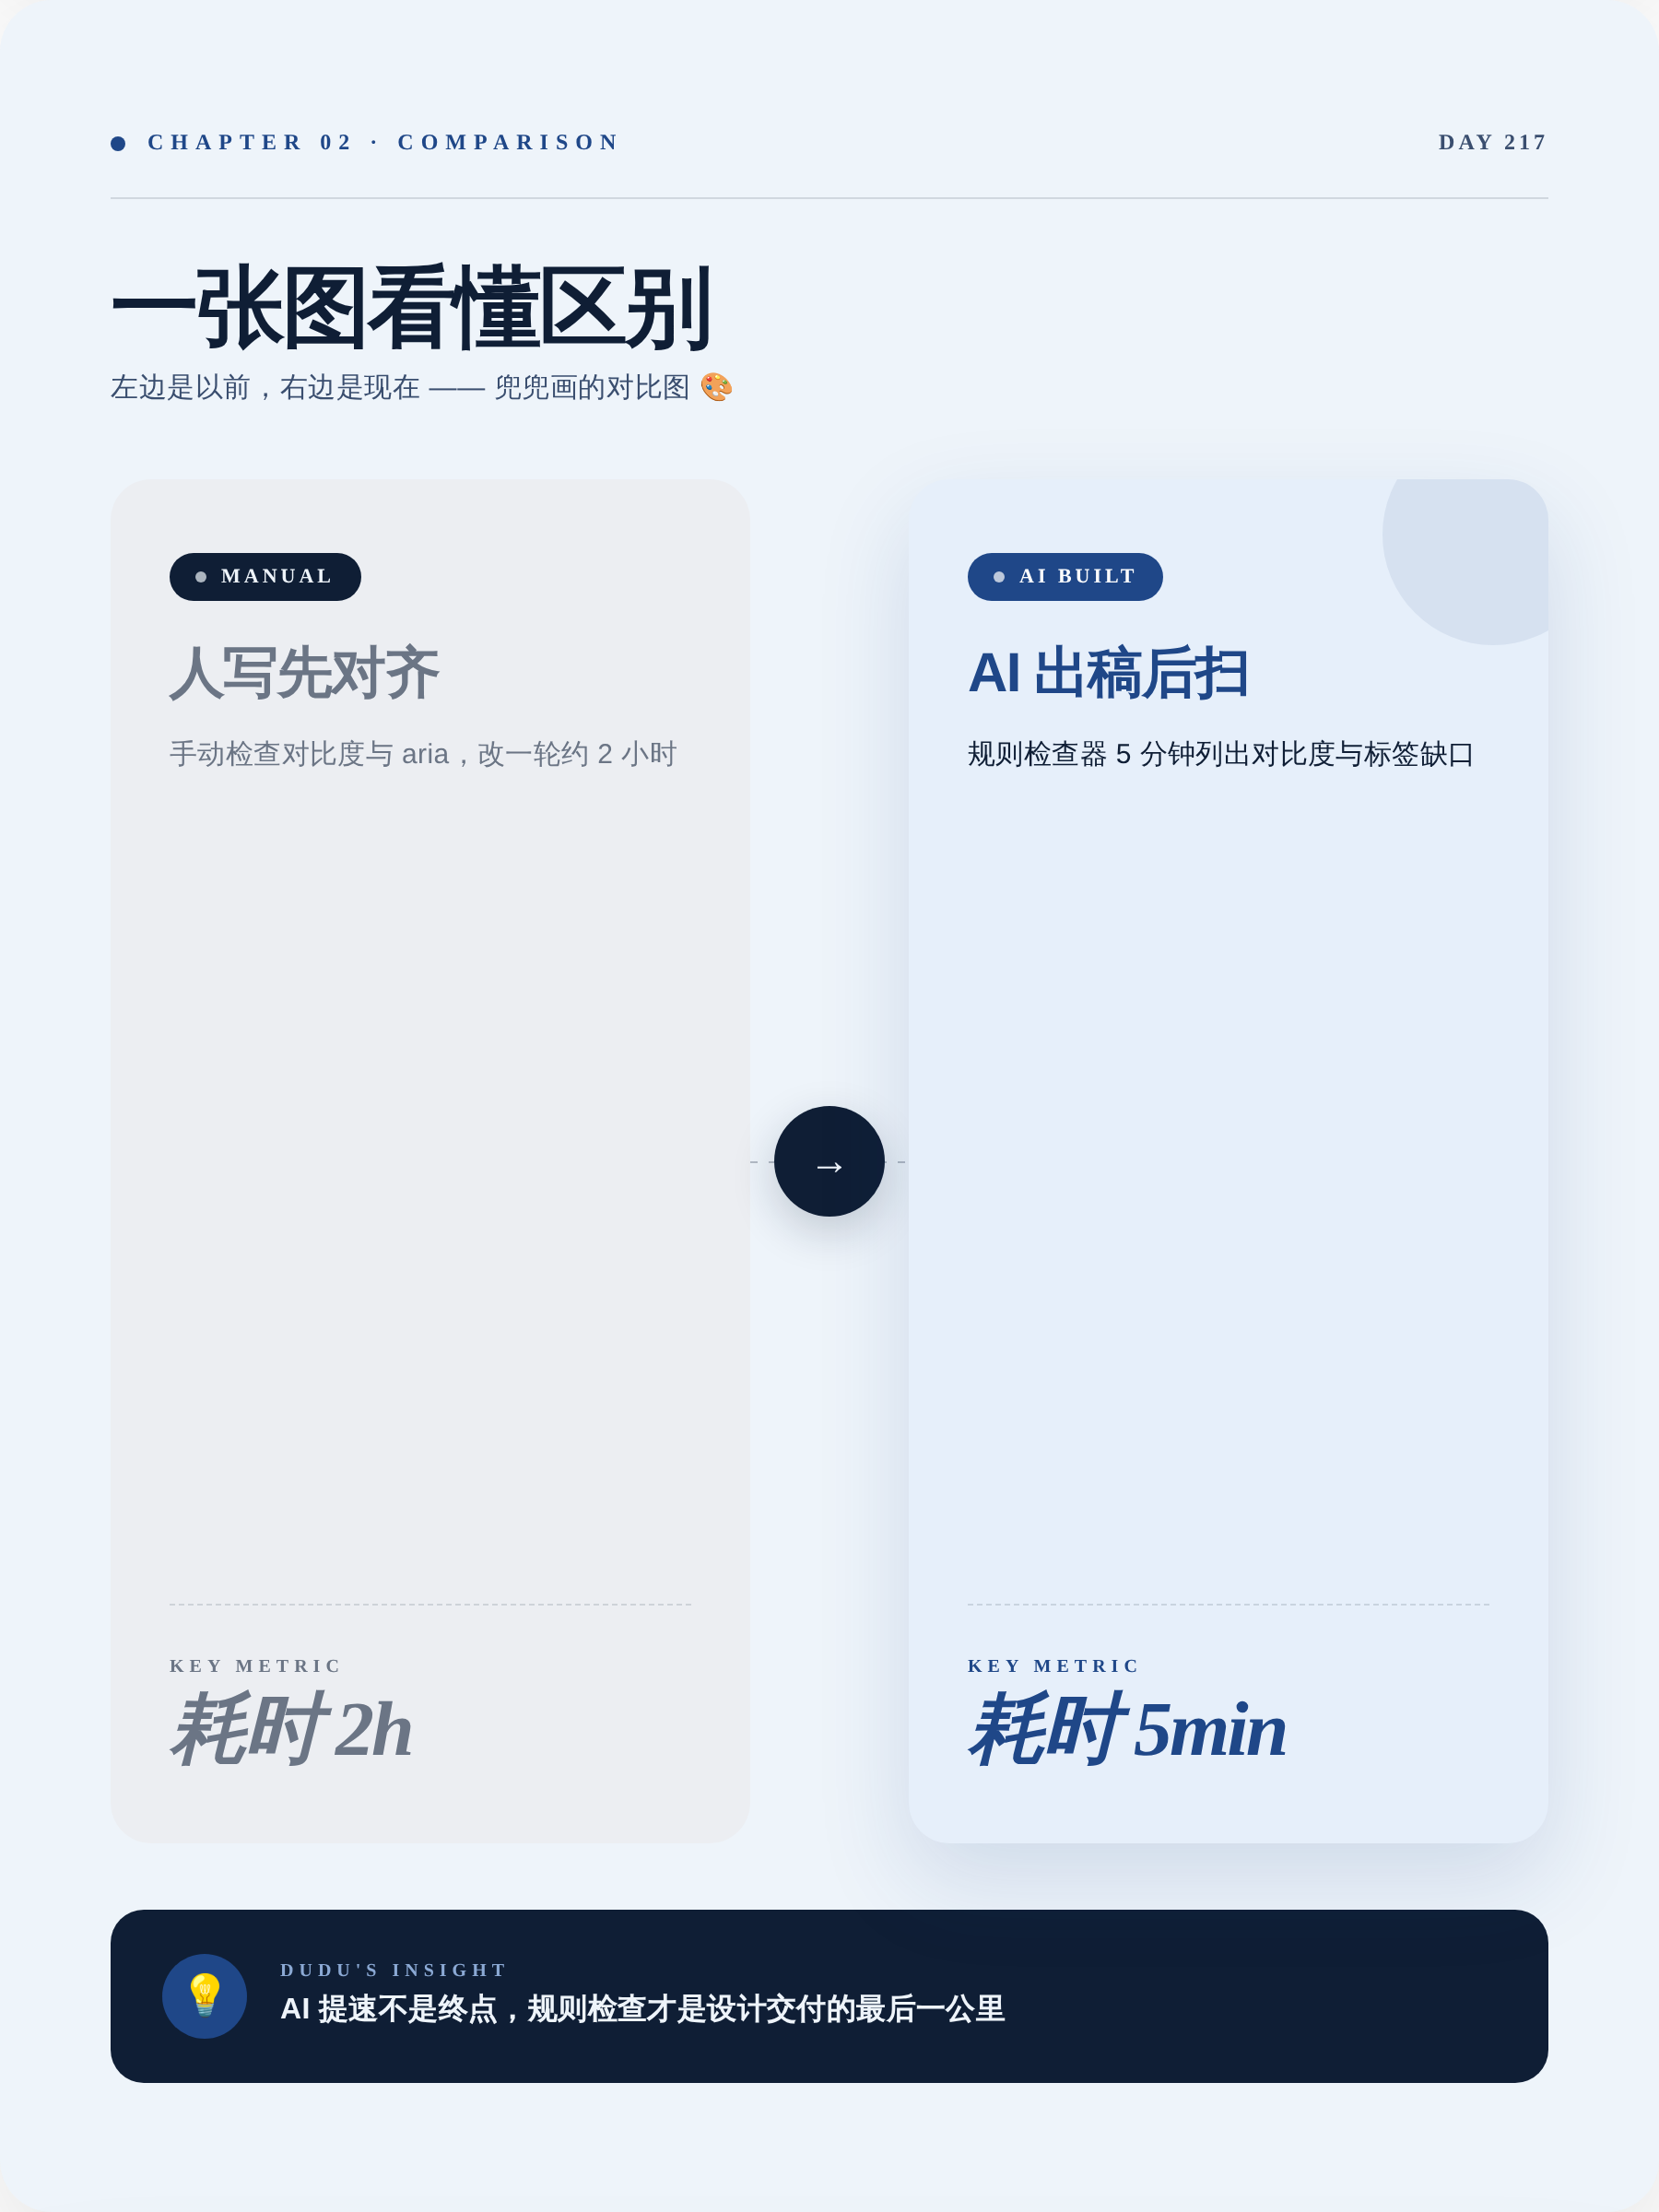 CHAPTER 02 · COMPARISON
DAY 217
一张图看懂区别
左边是以前，右边是现在 —— 兜兜画的对比图 🎨
MANUAL
人写先对齐
手动检查对比度与 aria，改一轮约 2 小时
KEY METRIC
耗时 2h
→
AI BUILT
AI 出稿后扫
规则检查器 5 分钟列出对比度与标签缺口
KEY METRIC
耗时 5min
💡
DUDU'S INSIGHT
AI 提速不是终点，规则检查才是设计交付的最后一公里